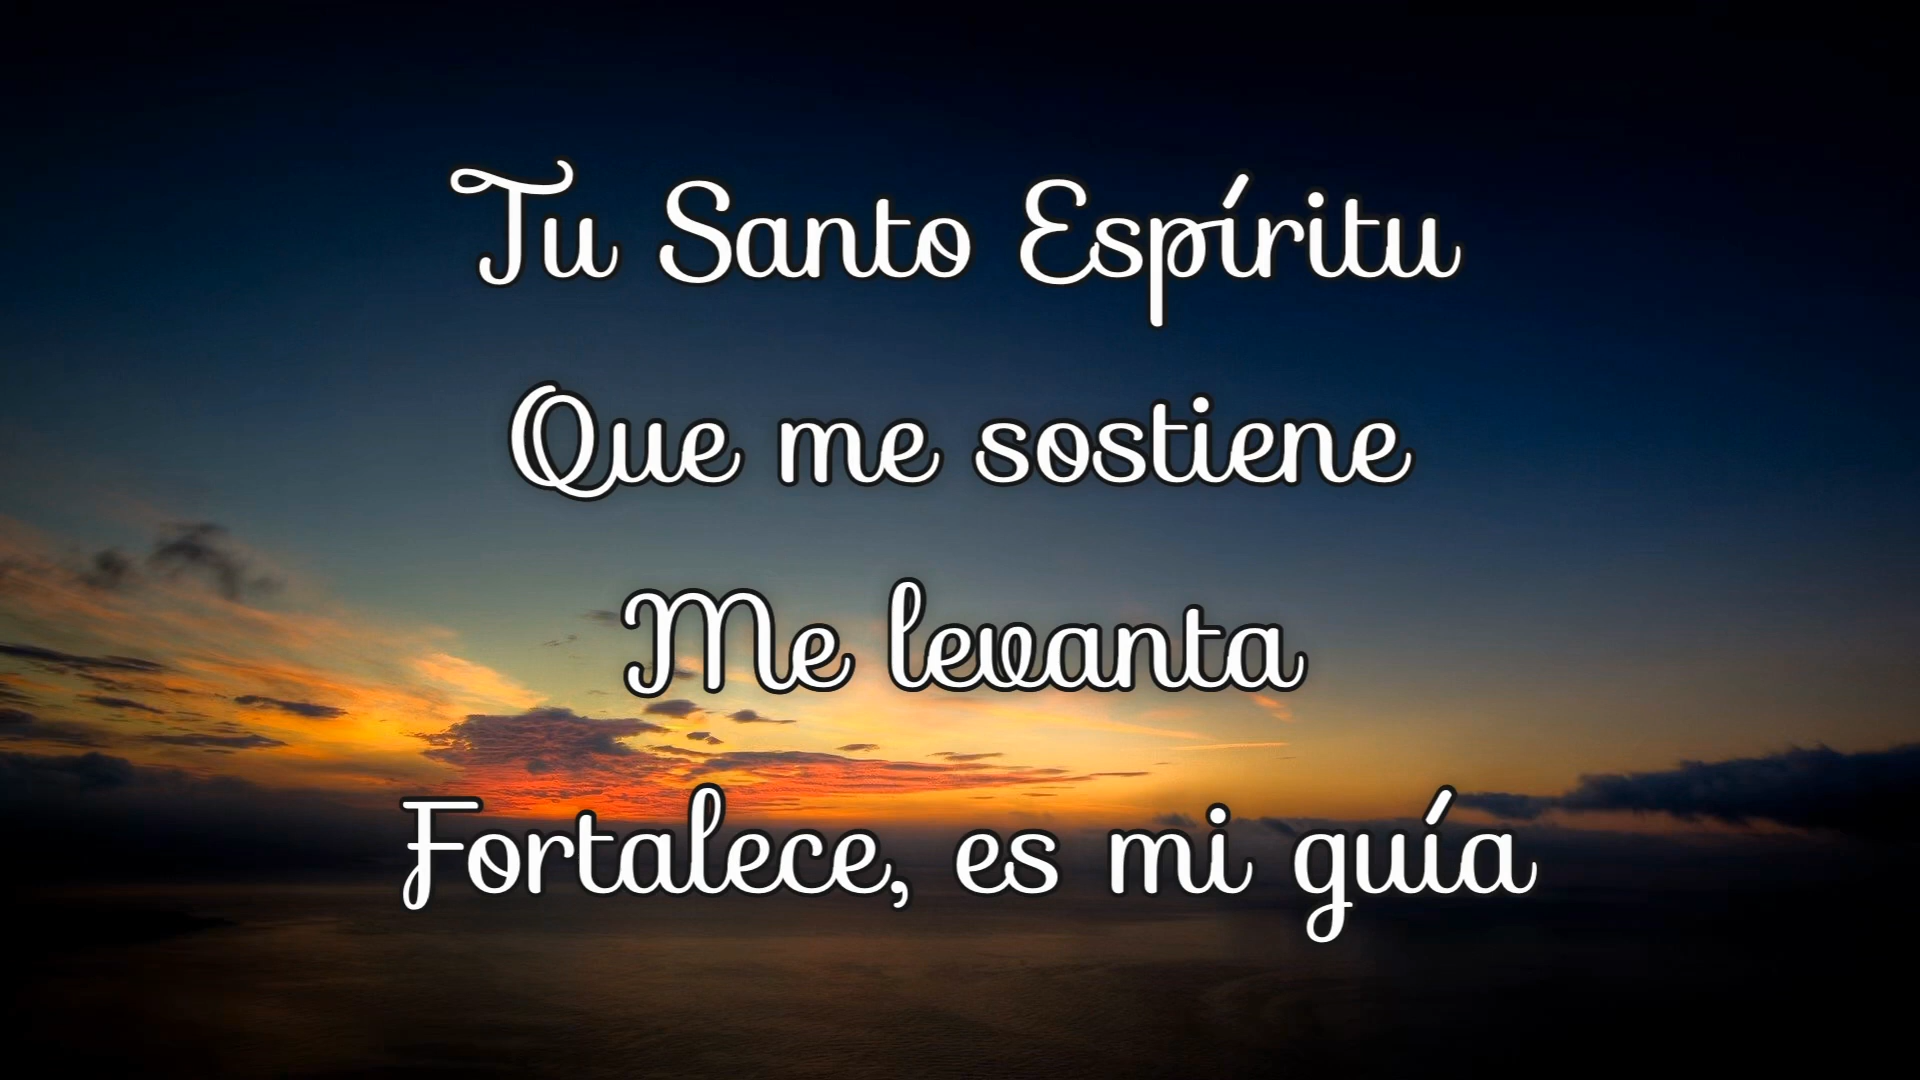 Tu Santo Espíritu
Que me sostiene
Me levanta
Fortalece, es mi guía